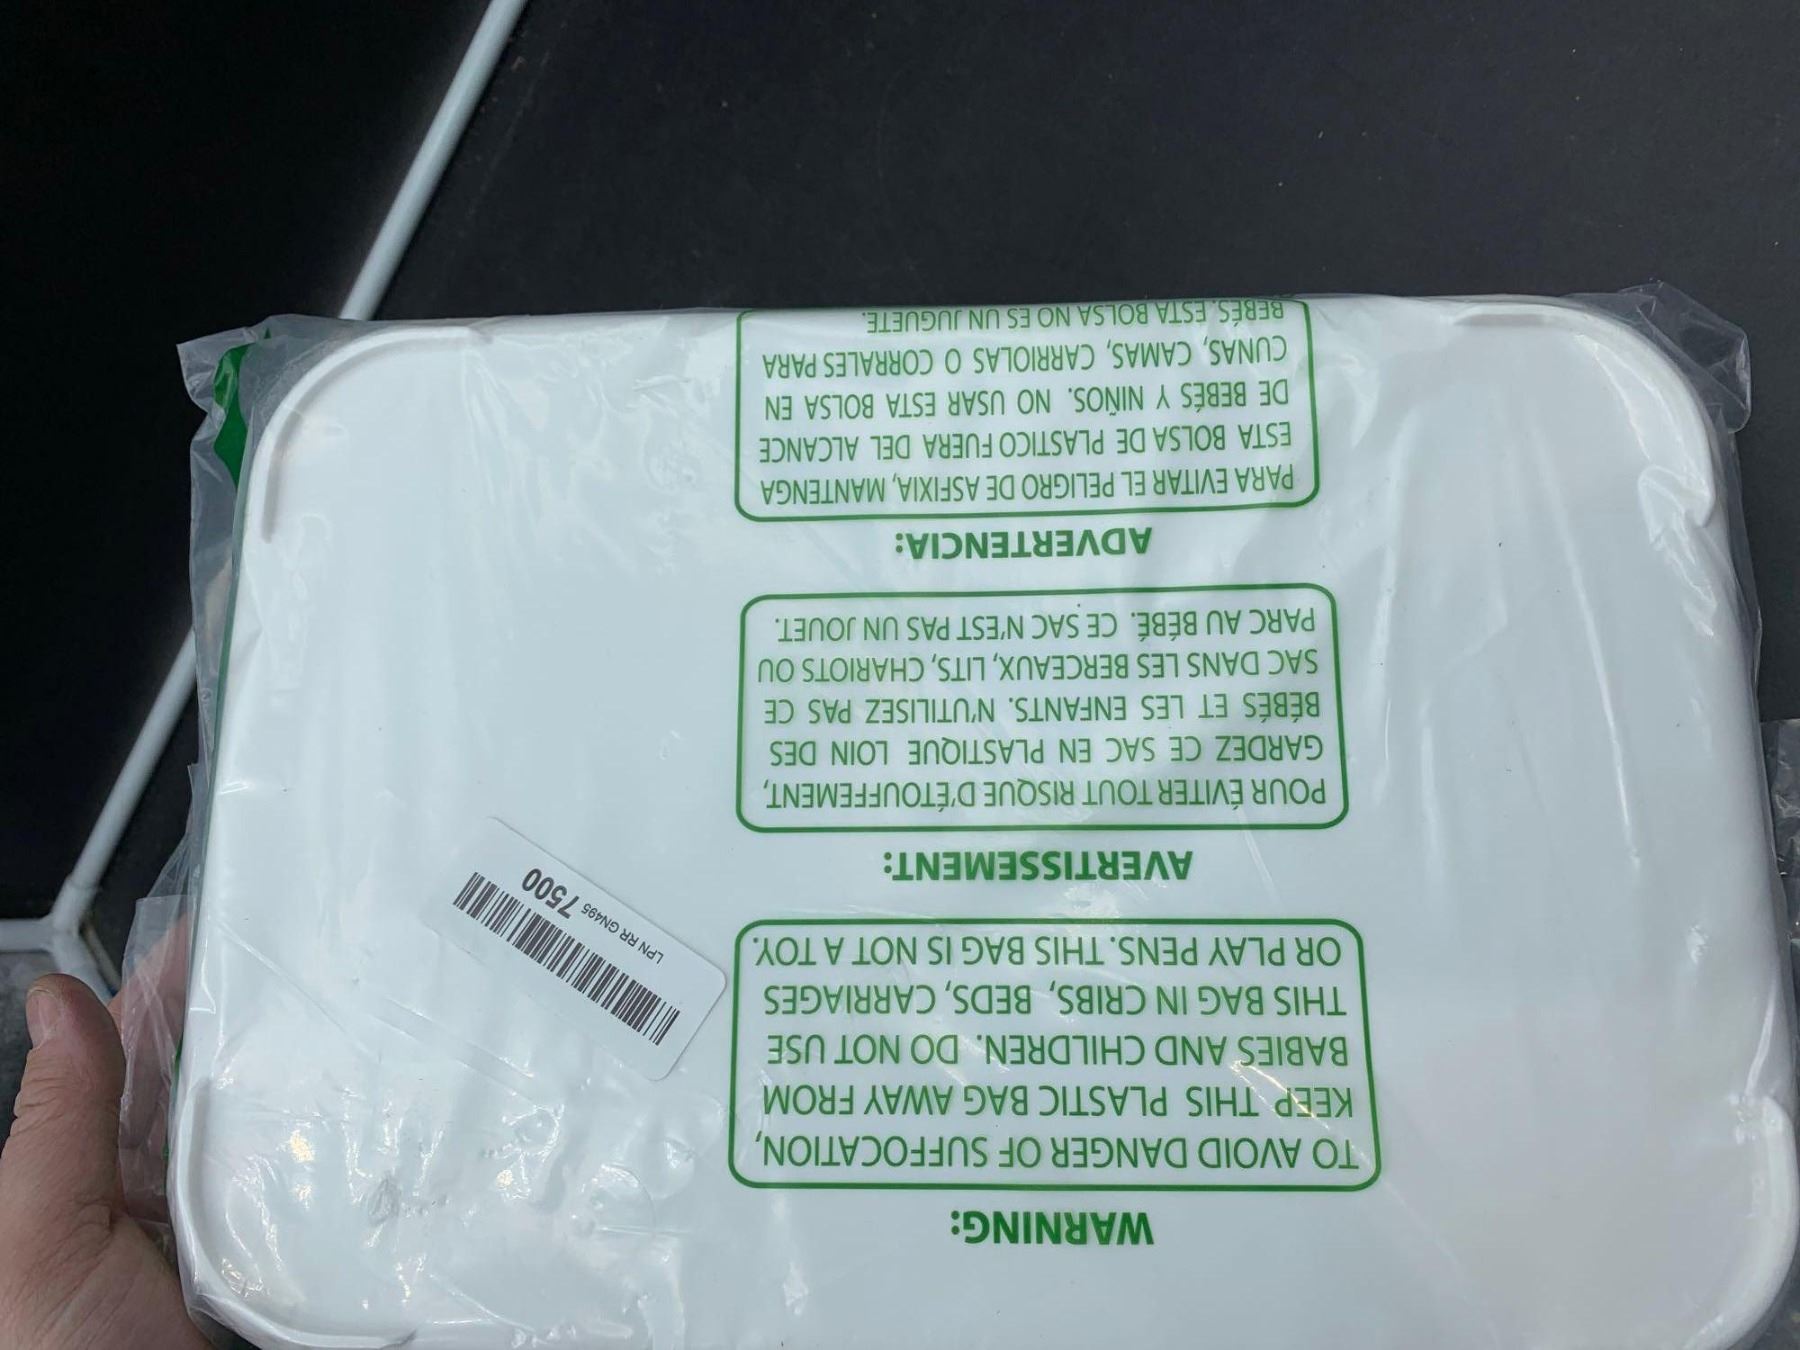 WARNING:
TO AVOID DANGER OF SUFFOCATION,
KEEP THIS PLASTIC BAG AWAY FROM
BABIES AND CHILDREN. DO NOT USE
THIS BAG IN CRIBS, BEDS, CARRIAGES
OR PLAY PENS. THIS BAG IS NOT A TOY.
LPN RR GN495 7500
AVERTISSEMENT:
POUR ÉVITER TOUT RISQUE D'ÉTOUFFEMENT,
GARDEZ CE SAC EN PLASTIQUE LOIN DES
BÉBÉS ET LES ENFANTS. N'UTILISEZ PAS CE
SAC DANS LES BERCEAUX, LITS, CHARIOTS OU
PARC AU BÉBÉ. CE SAC N'EST PAS UN JOUET.
ADVERTENCIA:
PARA EVITAR EL PELIGRO DE ASFIXIA, MANTENGA
ESTA BOLSA DE PLASTICO FUERA DEL ALCANCE
DE BEBÉS Y NIÑOS. NO USAR ESTA BOLSA EN
CUNAS, CAMAS, CARRIOLAS O CORRALES PARA
BEBÉS. ESTA BOLSA NO ES UN JUGUETE.